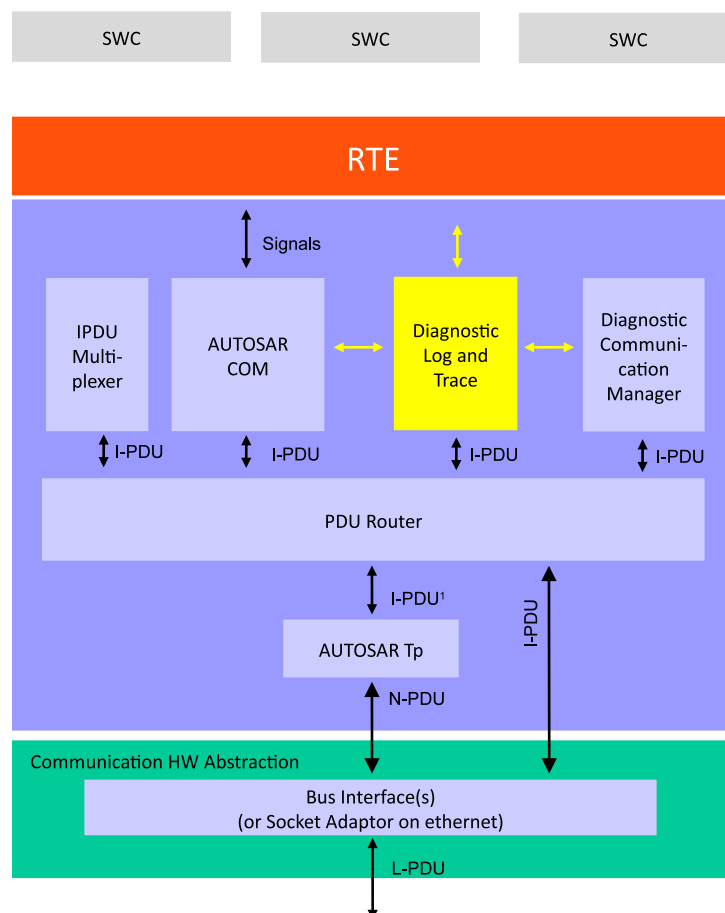 SWC
SWC
SWC
RTE
Signals
IPDU
Multi-
plexer
AUTOSAR
COM
Diagnostic
Log and
Trace
Diagnostic
Communi-
cation
Manager
I-PDU
I-PDU
I-PDU
I-PDU
PDU Router
I-PDU¹
I-PDU
AUTOSAR Tp
N-PDU
Communication HW Abstraction
Bus Interface(s)
(or Socket Adaptor on ethernet)
L-PDU